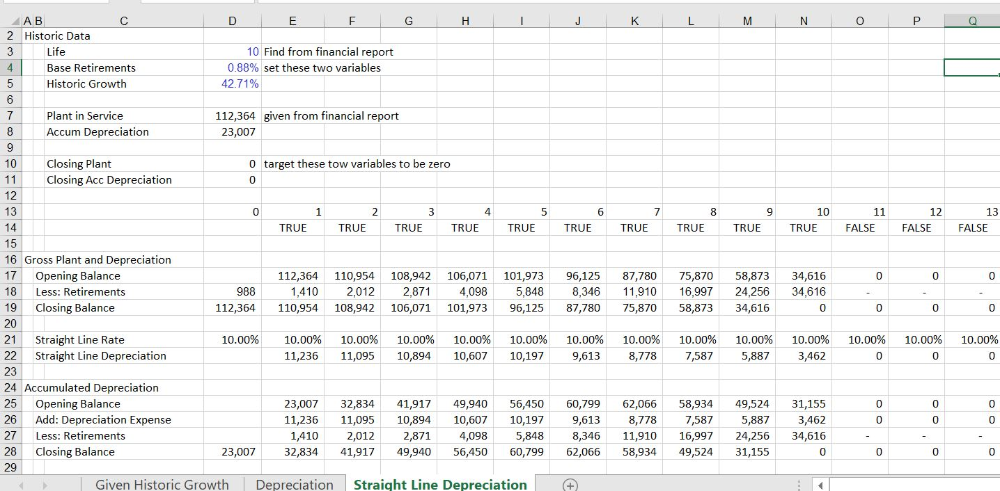 A B C D E F G H I J K L M N O P Q
2 Historic Data
3 Life 10 Find from financial report
4 Base Retirements 0.88% set these two variables
5 Historic Growth 42.71%
6
7 Plant in Service 112,364 given from financial report
8 Accum Depreciation 23,007
9
10 Closing Plant 0 target these tow variables to be zero
11 Closing Acc Depreciation 0
12
13 0 1 2 3 4 5 6 7 8 9 10 11 12 13
14 TRUE TRUE TRUE TRUE TRUE TRUE TRUE TRUE TRUE TRUE FALSE FALSE FALSE
15
16 Gross Plant and Depreciation
17 Opening Balance 112,364 110,954 108,942 106,071 101,973 96,125 87,780 75,870 58,873 34,616 0 0 0
18 Less: Retirements 988 1,410 2,012 2,871 4,098 5,848 8,346 11,910 16,997 24,256 34,616 - - -
19 Closing Balance 112,364 110,954 108,942 106,071 101,973 96,125 87,780 75,870 58,873 34,616 0 0 0 0
20
21 Straight Line Rate 10.00% 10.00% 10.00% 10.00% 10.00% 10.00% 10.00% 10.00% 10.00% 10.00% 10.00% 10.00% 10.00% 10.00%
22 Straight Line Depreciation 11,236 11,095 10,894 10,607 10,197 9,613 8,778 7,587 5,887 3,462 0 0 0
23
24 Accumulated Depreciation
25 Opening Balance 23,007 32,834 41,917 49,940 56,450 60,799 62,066 58,934 49,524 31,155 0 0 0
26 Add: Depreciation Expense 11,236 11,095 10,894 10,607 10,197 9,613 8,778 7,587 5,887 3,462 0 0 0
27 Less: Retirements 1,410 2,012 2,871 4,098 5,848 8,346 11,910 16,997 24,256 34,616 - - -
28 Closing Balance 23,007 32,834 41,917 49,940 56,450 60,799 62,066 58,934 49,524 31,155 0 0 0 0
29
Given Historic Growth Depreciation Straight Line Depreciation